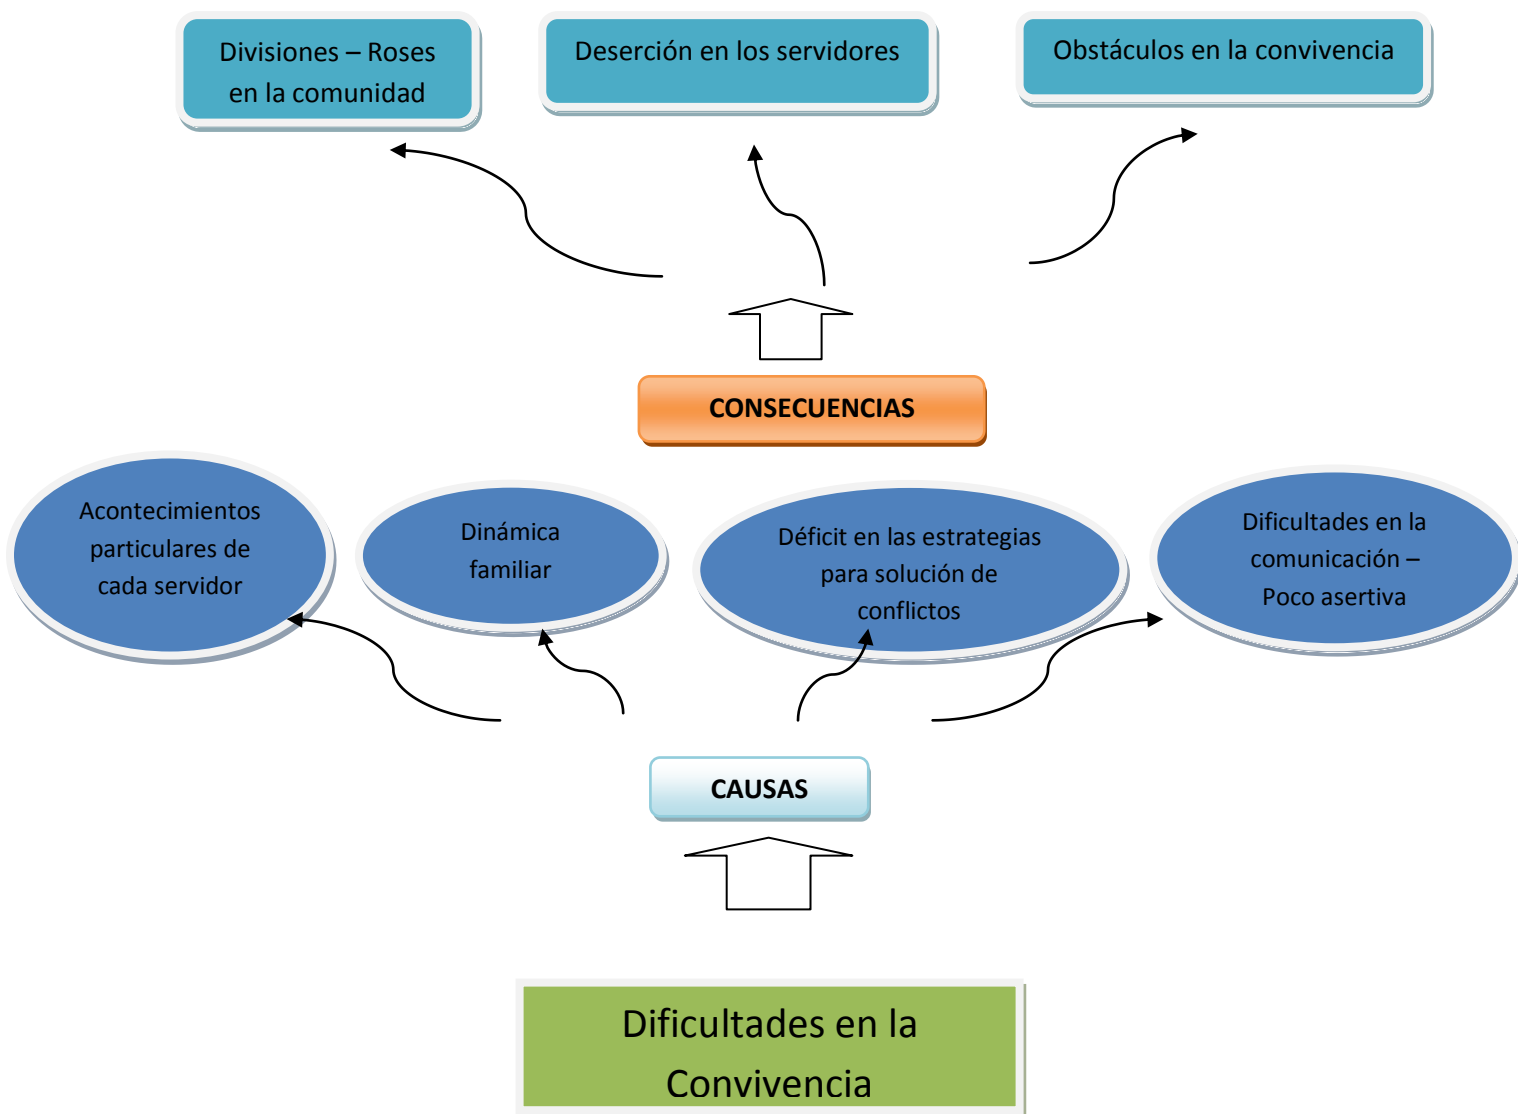 Divisiones – Roses
en la comunidad
Deserción en los servidores
Obstáculos en la convivencia
CONSECUENCIAS
Acontecimientos
particulares de
cada servidor
Dinámica
familiar
Déficit en las estrategias
para solución de
conflictos
Dificultades en la
comunicación –
Poco asertiva
CAUSAS
Dificultades en la
Convivencia